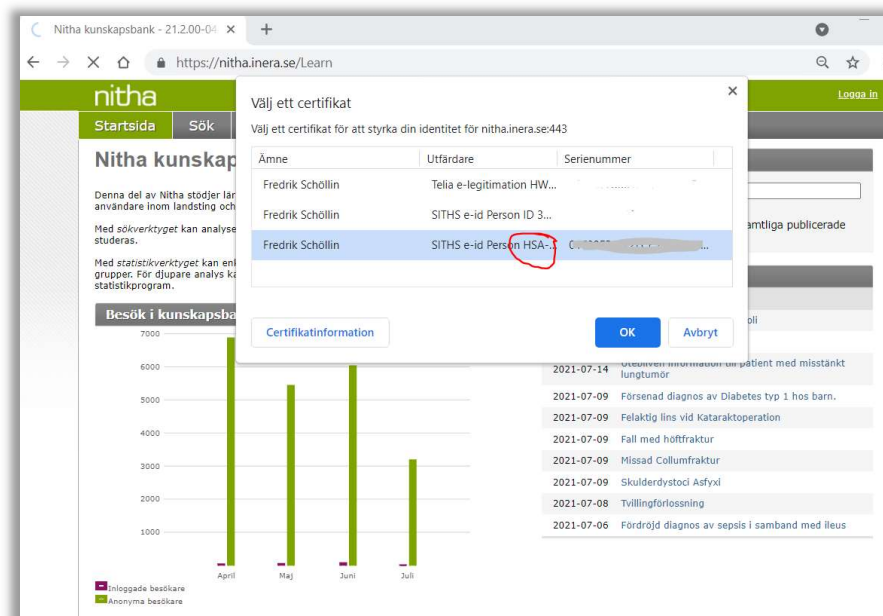 Nitha kunskapsbank - 21.2.00-04
https://nitha.inera.se/Learn
nitha
Logga in
Startsida
Sök
Nitha kunskap
Denna del av Nitha stödjer lär
användare inom landsting och
Med sökverktyget kan analyse
studeras.
Med statistikverktyget kan enk
grupper. För djupare analys ka
statistikprogram.
Välj ett certifikat
Välj ett certifikat för att styrka din identitet för nitha.inera.se:443
Ämne Utfärdare Serienummer
Fredrik Schöllin Telia e-legitimation HW...
Fredrik Schöllin SITHS e-id Person ID 3...
Fredrik Schöllin SITHS e-id Person HSA-...
Certifikatinformation
OK
Avbryt
amtliga publicerade
oli
Besök i kunskapsba
7000
6000
5000
4000
3000
2000
1000
April
Maj
Juni
Juli
Inloggade besökare
Anonyma besökare
2021-07-14 Utebliven information till patient med misstänkt
lungtumör
2021-07-09 Försenad diagnos av Diabetes typ 1 hos barn.
2021-07-09 Felaktig lins vid Kataraktoperation
2021-07-09 Fall med höftfraktur
2021-07-09 Missad Collumfraktur
2021-07-09 Skulderdystoci Asfyxi
2021-07-08 Tvillingförlossning
2021-07-06 Fördröjd diagnos av sepsis i samband med ileus